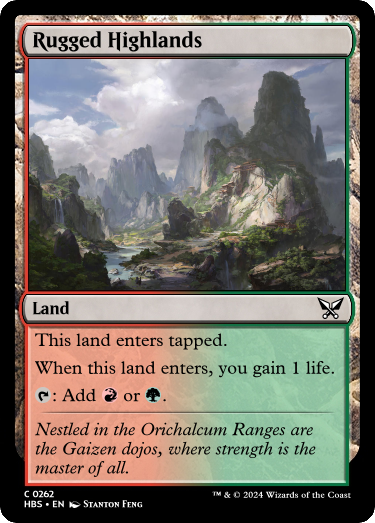 Rugged Highlands
Land
This land enters tapped.
When this land enters, you gain 1 life.
: Add or .
Nestled in the Orichalcum Ranges are
the Gaizen dojos, where strength is the
master of all.
C 0262
HBS • EN Stanton Feng
™ & © 2024 Wizards of the Coast